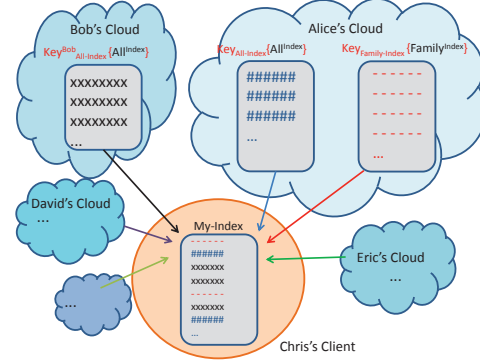 Bob's Cloud
Key^Bob_All-Index {All^Index}
XXXXXXXX
XXXXXXXX
XXXXXXXX
...
Alice's Cloud
Key_All-Index {All^Index}
######
######
######
...
Key_Family-Index {Family^Index}
- - - - - -
- - - - - -
- - - - - -
- - - - - -
...
David's Cloud
...
...
My-Index
- - - - - -
######
xxxxxxx
xxxxxxx
- - - - - -
xxxxxxx
######
...
Eric's Cloud
...
Chris's Client